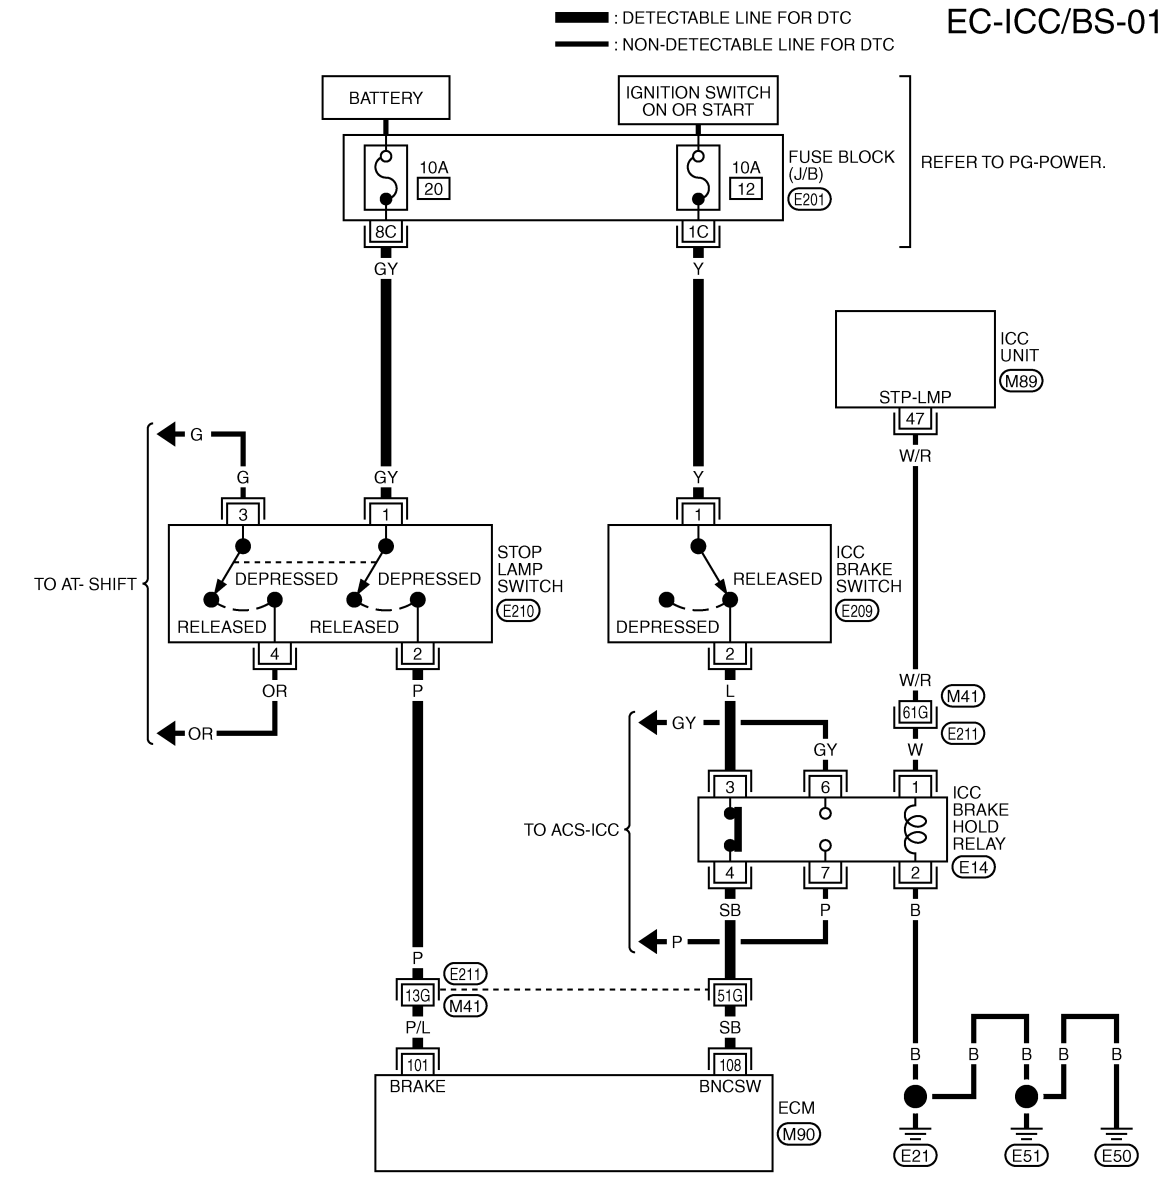 : DETECTABLE LINE FOR DTC
EC-ICC/BS-01
: NON-DETECTABLE LINE FOR DTC
BATTERY
IGNITION SWITCH
ON OR START
10A
20
10A
12
FUSE BLOCK
(J/B)
E201
REFER TO PG-POWER.
8C
1C
GY
Y
ICC
UNIT
M89
STP-LMP
47
W/R
G
G
GY
Y
3
1
1
STOP
LAMP
SWITCH
E210
DEPRESSED
DEPRESSED
RELEASED
RELEASED
TO AT- SHIFT
ICC
BRAKE
SWITCH
E209
RELEASED
DEPRESSED
4
2
2
OR
P
L
OR
W/R
M41
61G
E211
W
GY
GY
3
6
1
ICC
BRAKE
HOLD
RELAY
E14
TO ACS-ICC
4
7
2
SB
P
B
P
P
E211
13G
M41
51G
P/L
SB
101
108
BRAKE
BNCSW
ECM
M90
B
B
B
B
B
E21
E51
E50